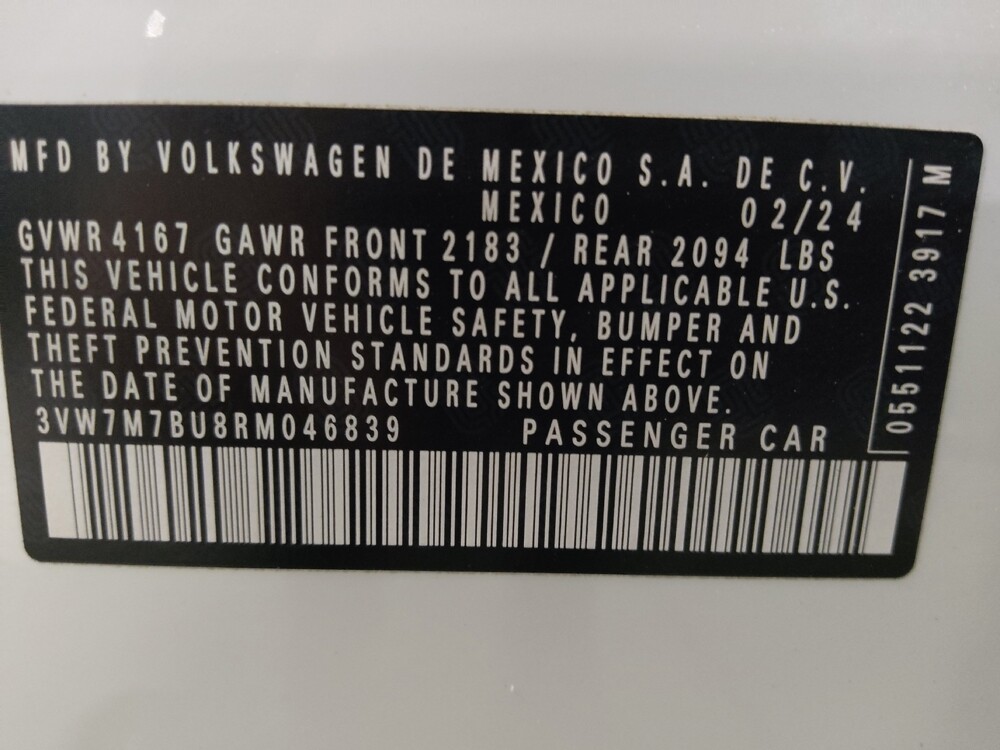 MFD BY VOLKSWAGEN DE MEXICO S.A. DE C.V.
MEXICO 02/24
GVWR 4167 GAWR FRONT 2183 / REAR 2094 LBS
THIS VEHICLE CONFORMS TO ALL APPLICABLE U.S.
FEDERAL MOTOR VEHICLE SAFETY, BUMPER AND
THEFT PREVENTION STANDARDS IN EFFECT ON
THE DATE OF MANUFACTURE SHOWN ABOVE.
3VW7M7BU8RM046839 PASSENGER CAR
0551122 3917 M